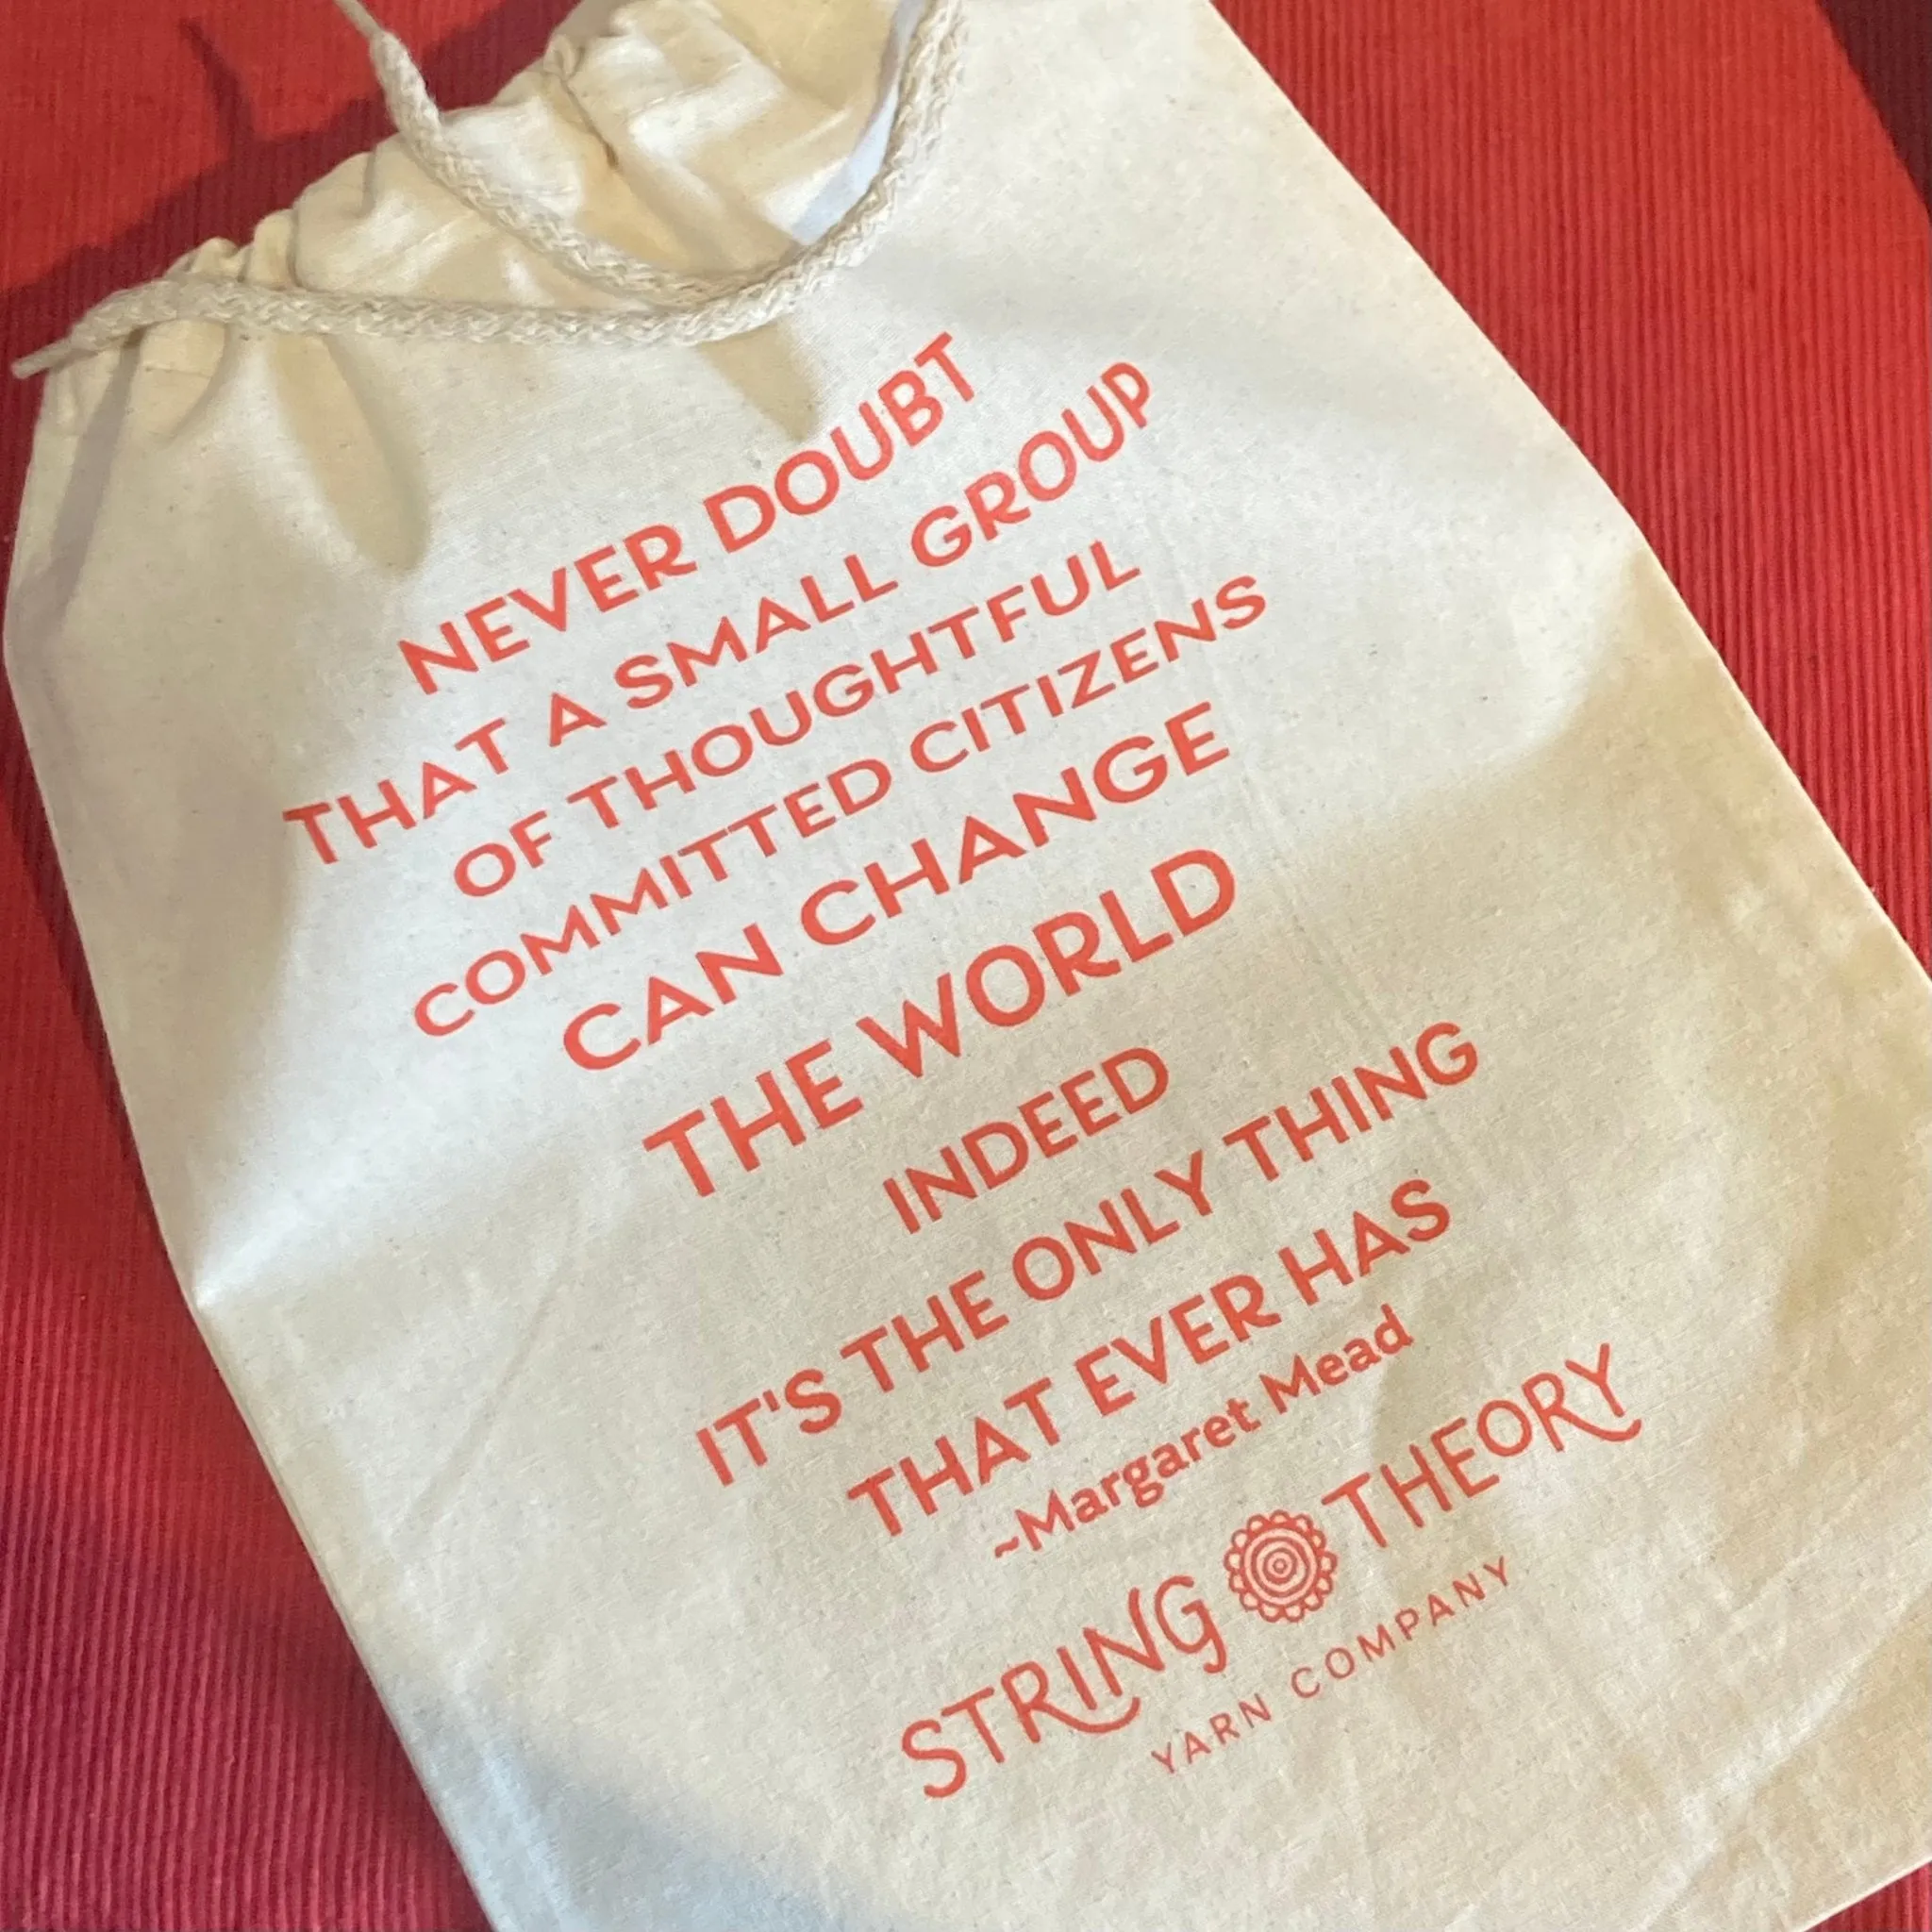 NEVER DOUBT
THAT A SMALL GROUP
OF THOUGHTFUL
COMMITTED CITIZENS
CAN CHANGE
THE WORLD
INDEED
IT'S THE ONLY THING
THAT EVER HAS
~Margaret Mead
STRING THEORY
YARN COMPANY